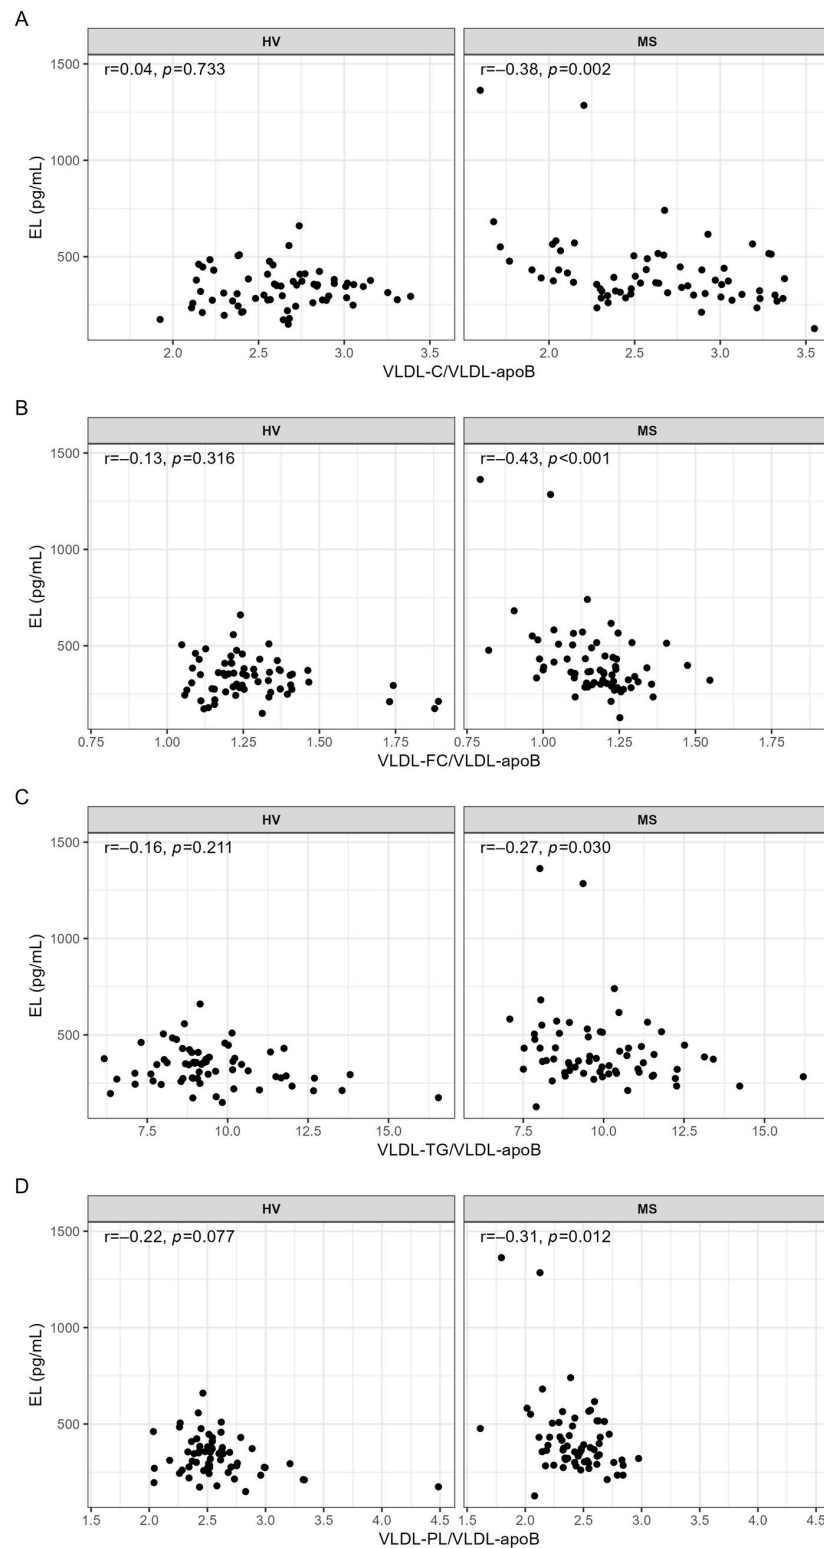 A
HV MS
r=0.04, p=0.733 r=–0.38, p=0.002
1500
1000
500
EL (pg/mL)
2.0 2.5 3.0 3.5 2.0 2.5 3.0 3.5
VLDL-C/VLDL-apoB
B
HV MS
r=–0.13, p=0.316 r=–0.43, p<0.001
1500
1000
500
EL (pg/mL)
0.75 1.00 1.25 1.50 1.75 0.75 1.00 1.25 1.50 1.75
VLDL-FC/VLDL-apoB
C
HV MS
r=–0.16, p=0.211 r=–0.27, p=0.030
1500
1000
500
EL (pg/mL)
7.5 10.0 12.5 15.0 7.5 10.0 12.5 15.0
VLDL-TG/VLDL-apoB
D
HV MS
r=–0.22, p=0.077 r=–0.31, p=0.012
1500
1000
500
EL (pg/mL)
1.5 2.0 2.5 3.0 3.5 4.0 4.5 1.5 2.0 2.5 3.0 3.5 4.0 4.5
VLDL-PL/VLDL-apoB